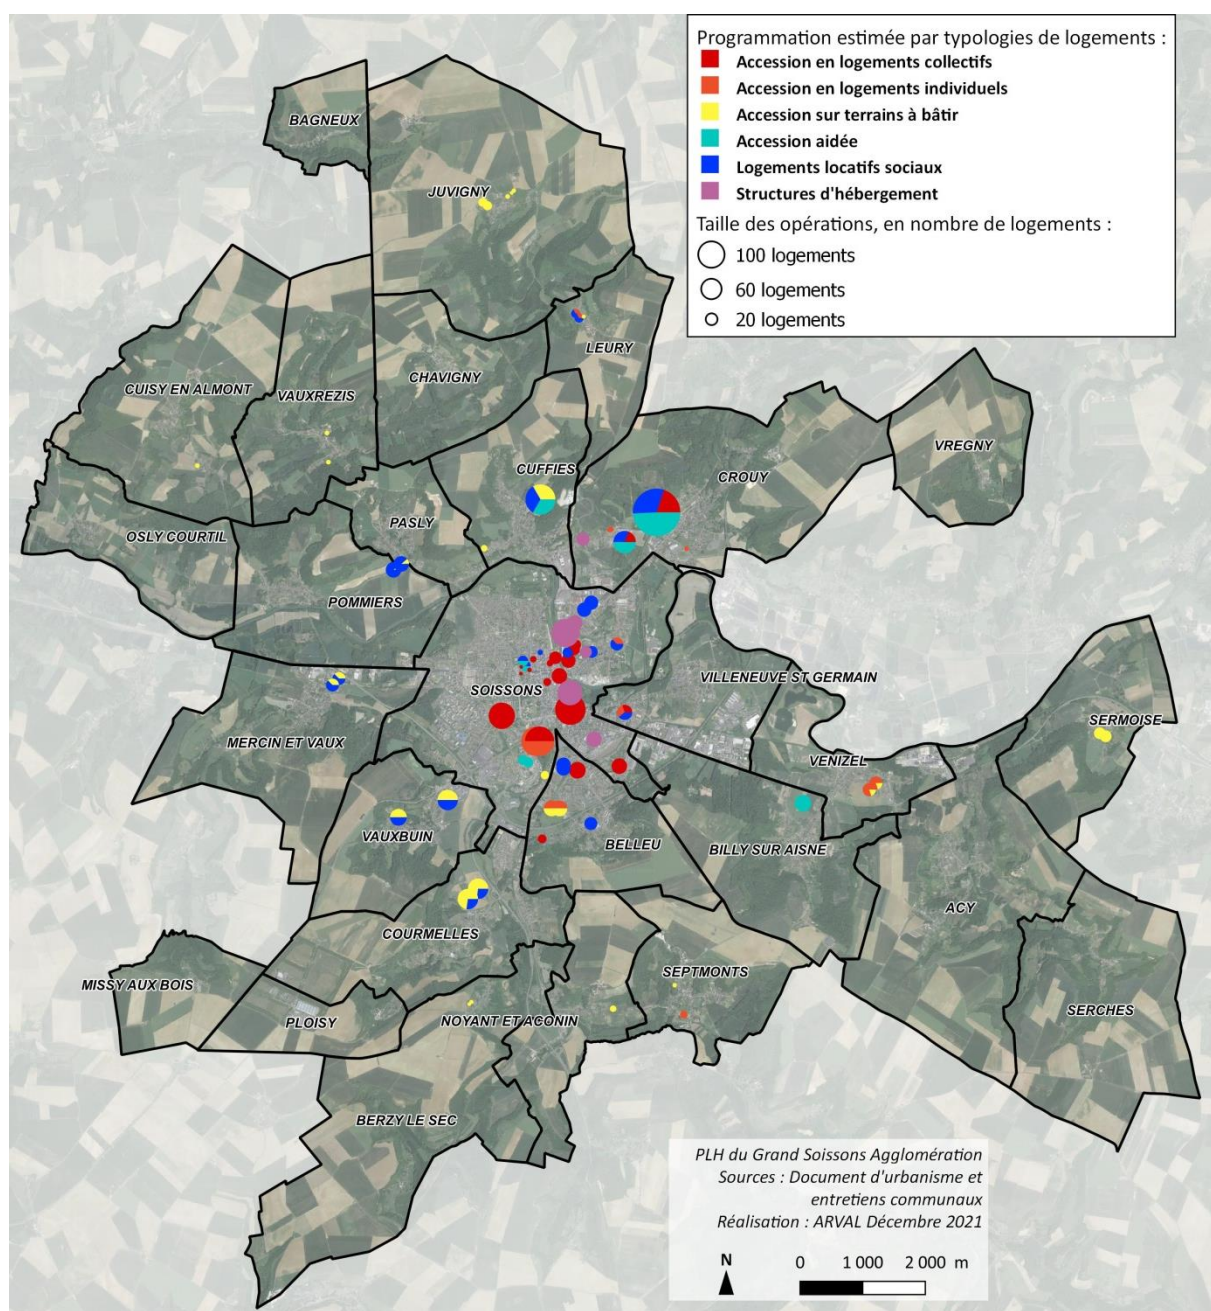 Programmation estimée par typologies de logements :
Accession en logements collectifs
Accession en logements individuels
Accession sur terrains à bâtir
Accession aidée
Logements locatifs sociaux
Structures d'hébergement
Taille des opérations, en nombre de logements :
100 logements
60 logements
20 logements
BAGNEUX
JUVIGNY
LEURY
CHAVIGNY
CUISY EN ALMONT
VAUXREZIS
VREGNY
CUFFIES
CROUY
PASLY
OSLY COURTIL
POMMIERS
VILLENEUVE ST GERMAIN
SOISSONS
SERMOISE
MERCIN ET VAUX
VENIZEL
VAUXBUIN
BELLEU
BILLY SUR AISNE
ACY
COURMELLES
SEPTMONTS
MISSY AUX BOIS
SERCHES
PLOISY
NOYANT ET ACONIN
BERZY LE SEC
PLH du Grand Soissons Agglomération
Sources : Document d'urbanisme et
entretiens communaux
Réalisation : ARVAL Décembre 2021
N
0 1 000 2 000 m